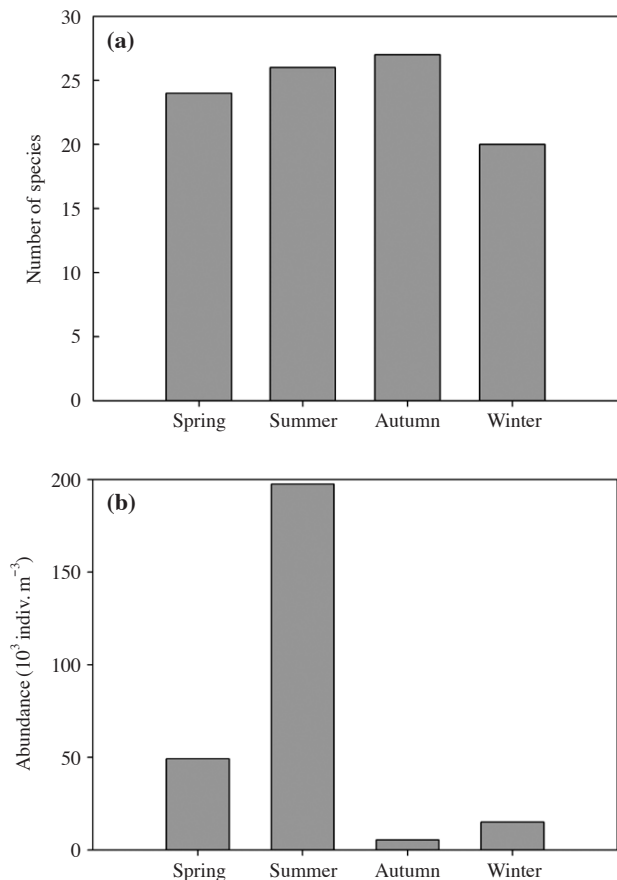 (a)
Number of species
30
25
20
15
10
5
0
Spring Summer Autumn Winter
(b)
Abundance (10³ indiv. m⁻³)
200
150
100
50
0
Spring Summer Autumn Winter